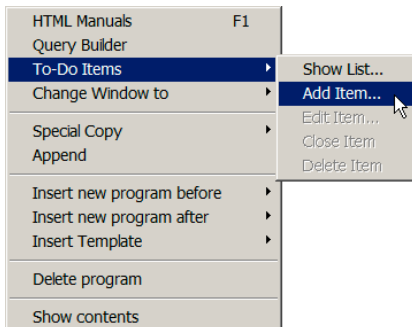 HTML Manuals F1
Query Builder
To-Do Items
Change Window to
Special Copy
Append
Insert new program before
Insert new program after
Insert Template
Delete program
Show contents
Show List...
Add Item...
Edit Item...
Close Item
Delete Item